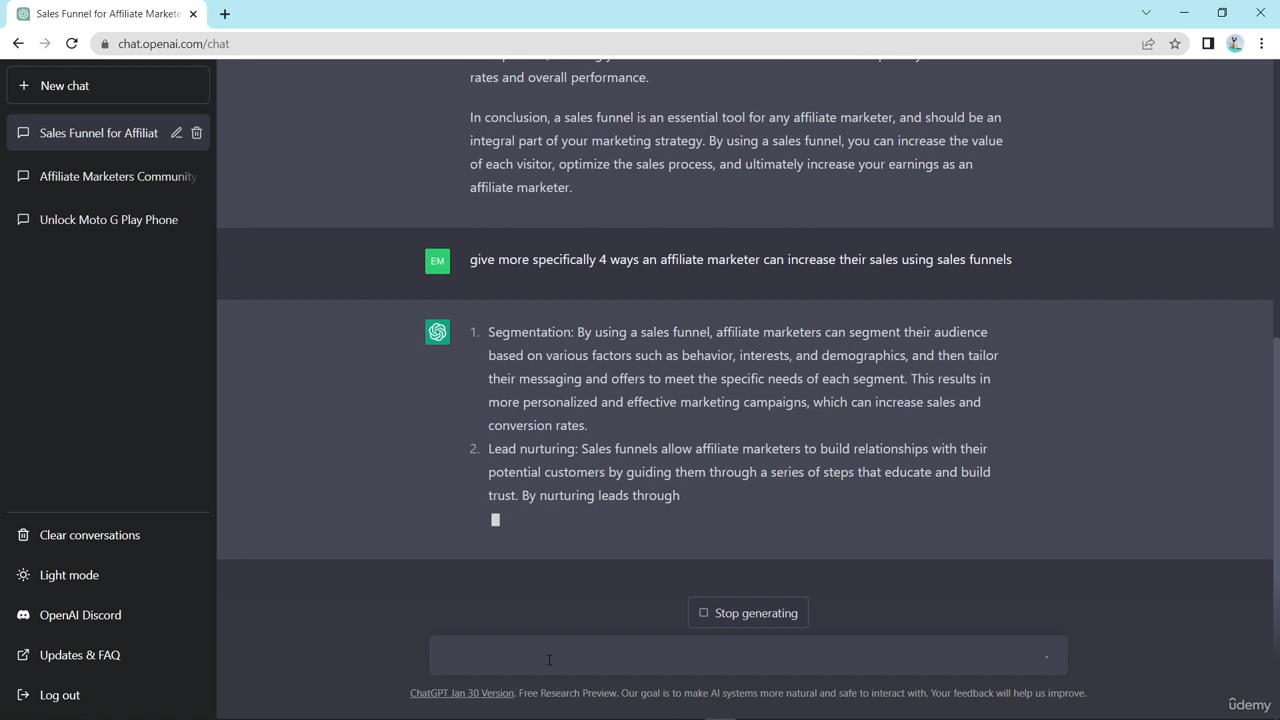 Sales Funnel for Affiliate Markete
chat.openai.com/chat
New chat
Sales Funnel for Affiliat
Affiliate Marketers Community
Unlock Moto G Play Phone
Clear conversations
Light mode
OpenAI Discord
Updates & FAQ
Log out
rates and overall performance.
In conclusion, a sales funnel is an essential tool for any affiliate marketer, and should be an
integral part of your marketing strategy. By using a sales funnel, you can increase the value
of each visitor, optimize the sales process, and ultimately increase your earnings as an
affiliate marketer.
EM
give more specifically 4 ways an affiliate marketer can increase their sales using sales funnels
1. Segmentation: By using a sales funnel, affiliate marketers can segment their audience
based on various factors such as behavior, interests, and demographics, and then tailor
their messaging and offers to meet the specific needs of each segment. This results in
more personalized and effective marketing campaigns, which can increase sales and
conversion rates.
2. Lead nurturing: Sales funnels allow affiliate marketers to build relationships with their
potential customers by guiding them through a series of steps that educate and build
trust. By nurturing leads through
Stop generating
ChatGPT Jan 30 Version. Free Research Preview. Our goal is to make AI systems more natural and safe to interact with. Your feedback will help us improve.
ûdemy